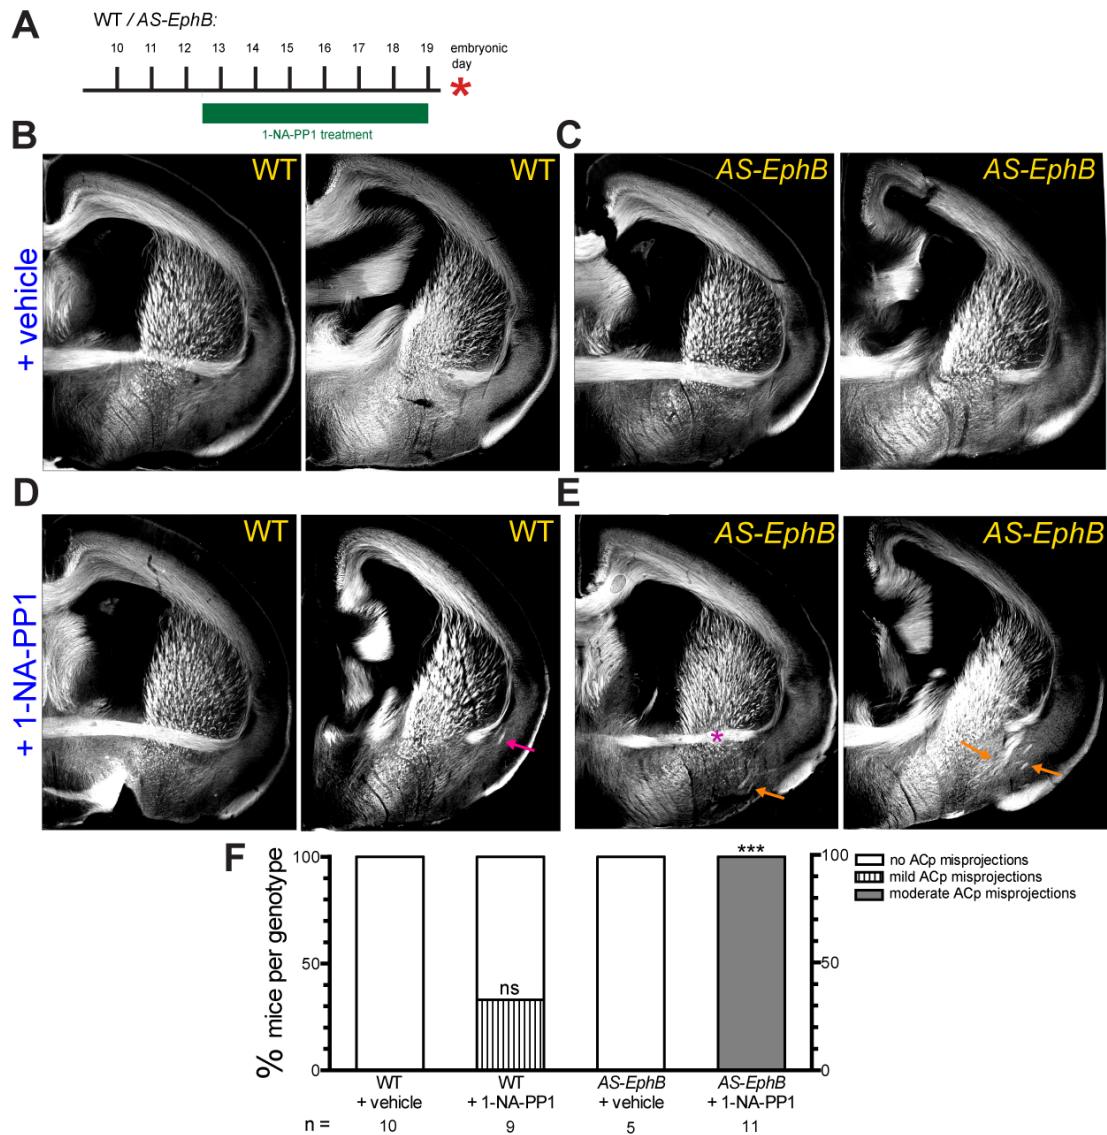 A
WT / AS-EphB:
10 11 12 13 14 15 16 17 18 19 embryonic
day
*
1-NA-PP1 treatment
B
C
+ vehicle
WT
WT
AS-EphB
AS-EphB
D
E
+ 1-NA-PP1
WT
WT
AS-EphB
AS-EphB
*
F
% mice per genotype
100
50
0
ns
***
100
50
0
no ACp misprojections
mild ACp misprojections
moderate ACp misprojections
WT
+ vehicle
WT
+ 1-NA-PP1
AS-EphB
+ vehicle
AS-EphB
+ 1-NA-PP1
n = 10 9 5 11